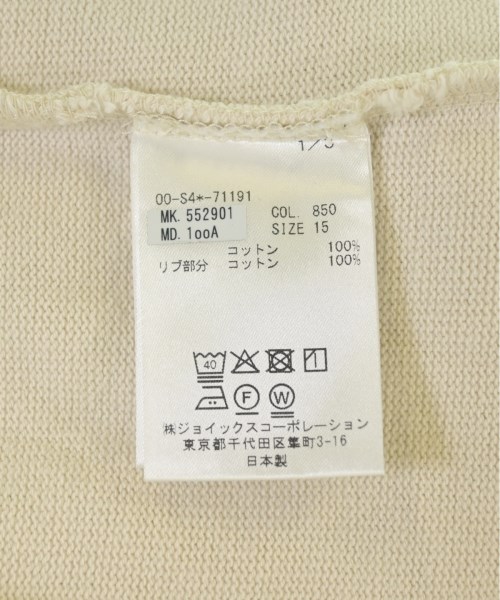 1/3
00-S4*-71191
MK. 552901 COL. 850
MD. 1ooA SIZE 15
コットン 100%
リブ部分 コットン 100%
40
F W
㈱ジョイックスコーポレーション
東京都千代田区隼町3-16
日本製